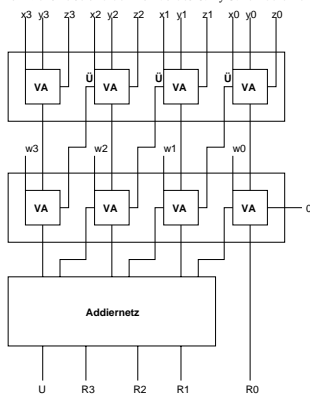 x3 y3 z3 x2 y2 z2 x1 y1 z1 x0 y0 z0
VA Ü VA Ü VA Ü VA
w3 w2 w1 w0
VA VA VA VA
Addiernetz
U R3 R2 R1 R0